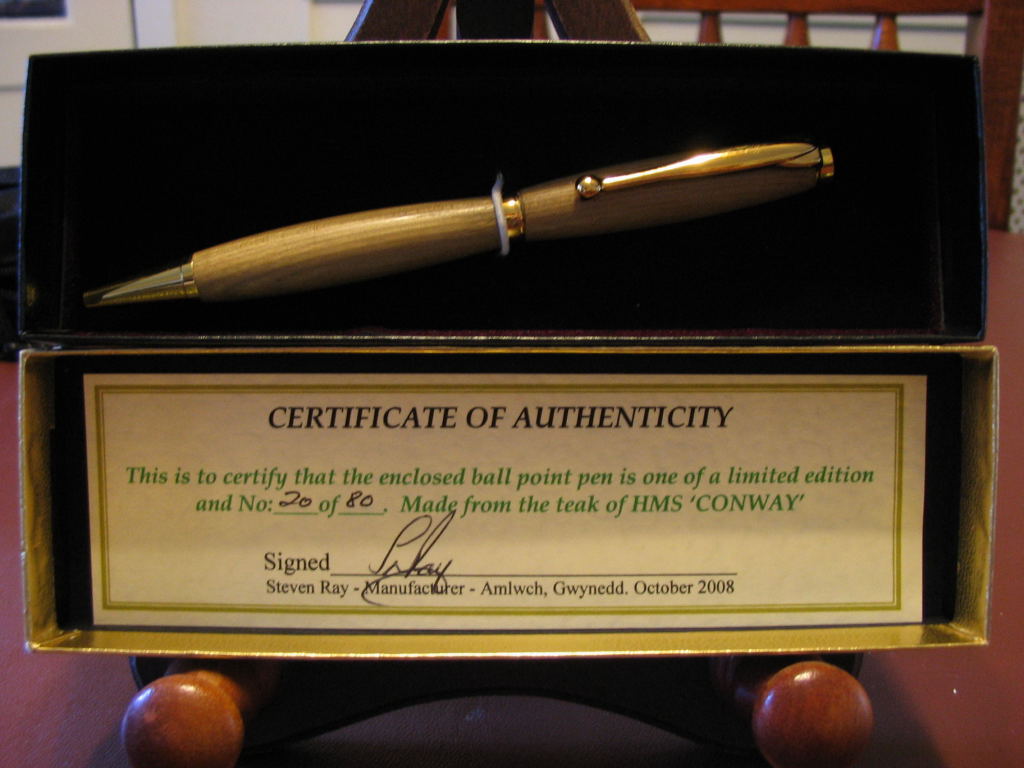 CERTIFICATE OF AUTHENTICITY
This is to certify that the enclosed ball point pen is one of a limited edition
and No: 20 of 80. Made from the teak of HMS ‘CONWAY’
Signed SRay
Steven Ray - Manufacturer - Amlwch, Gwynedd. October 2008